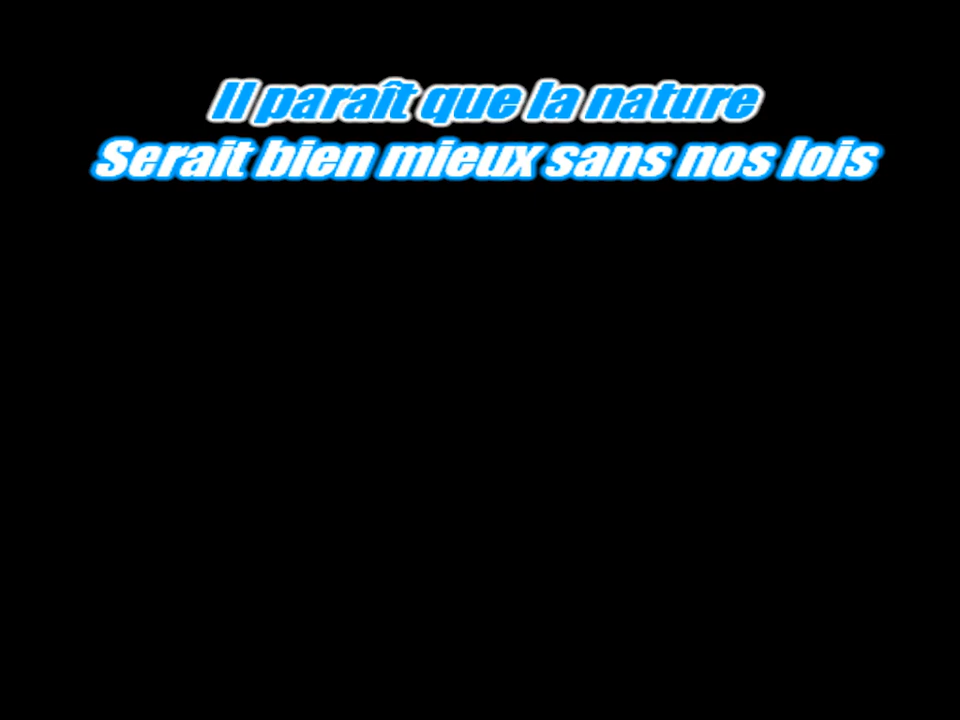 Il paraît que la nature
Serait bien mieux sans nos lois